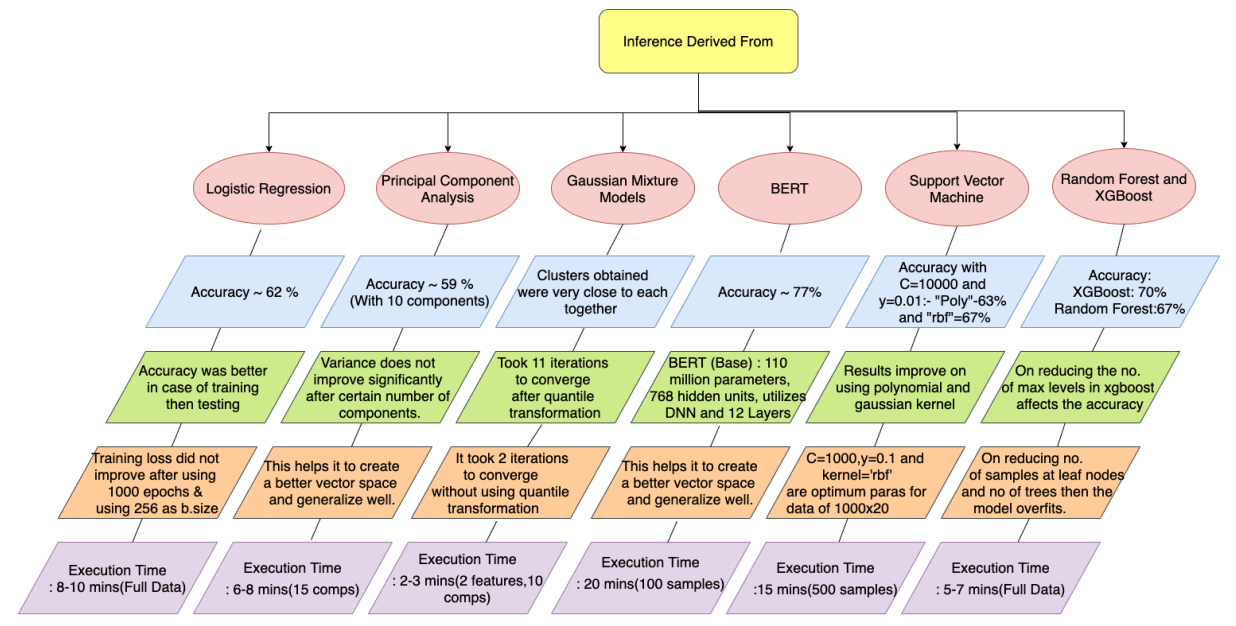 Inference Derived From
Logistic Regression
Principal Component
Analysis
Gaussian Mixture
Models
BERT
Support Vector
Machine
Random Forest and
XGBoost
Accuracy ~ 62 %
Accuracy ~ 59 %
(With 10 components)
Clusters obtained
were very close to each
together
Accuracy ~ 77%
Accuracy with
C=10000 and
y=0.01:- "Poly"-63%
and "rbf"=67%
Accuracy:
XGBoost: 70%
Random Forest:67%
Accuracy was better
in case of training
then testing
Variance does not
improve significantly
after certain number of
components.
Took 11 iterations
to converge
after quantile
transformation
BERT (Base) : 110
million parameters,
768 hidden units, utilizes
DNN and 12 Layers
Results improve on
using polynomial and
gaussian kernel
On reducing the no.
of max levels in xgboost
affects the accuracy
Training loss did not
improve after using
1000 epochs &
using 256 as b.size
This helps it to create
a better vector space
and generalize well.
It took 2 iterations
to converge
without using quantile
transformation
This helps it to create
a better vector space
and generalize well.
C=1000,y=0.1 and
kernel='rbf'
are optimum paras for
data of 1000x20
On reducing no.
of samples at leaf nodes
and no of trees then the
model overfits.
Execution Time
: 8-10 mins(Full Data)
Execution Time
: 6-8 mins(15 comps)
Execution Time
: 2-3 mins(2 features,10
comps)
Execution Time
: 20 mins(100 samples)
Execution Time
:15 mins(500 samples)
Execution Time
: 5-7 mins(Full Data)